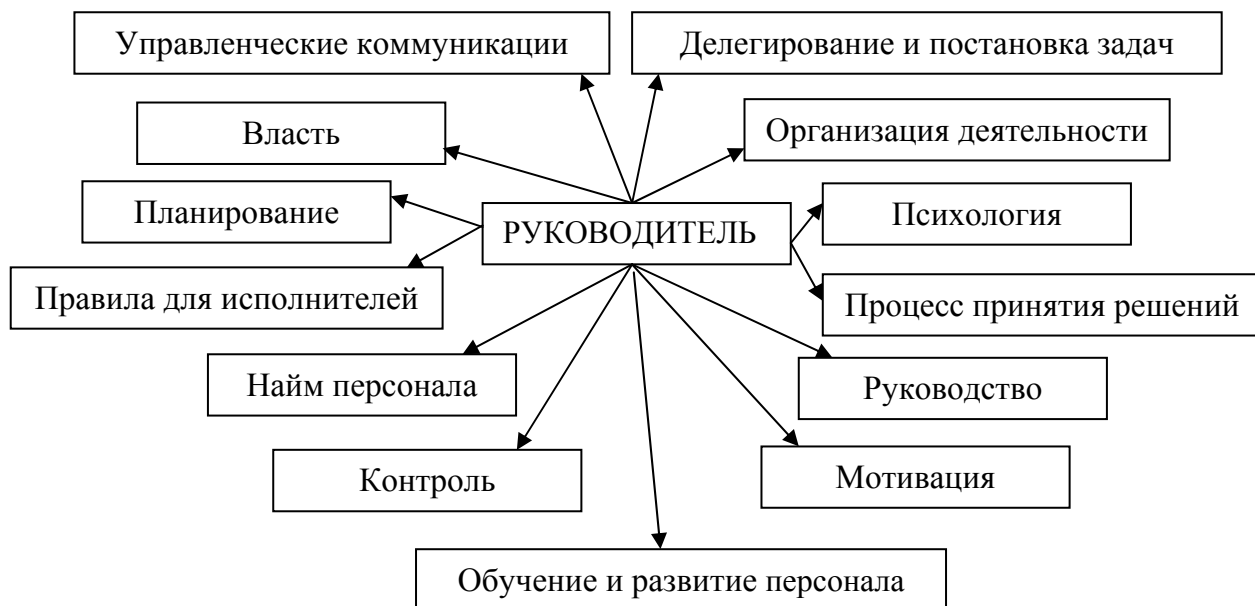 Управленческие коммуникации
Делегирование и постановка задач
Власть
Организация деятельности
Планирование
РУКОВОДИТЕЛЬ
Психология
Правила для исполнителей
Процесс принятия решений
Найм персонала
Руководство
Контроль
Мотивация
Обучение и развитие персонала